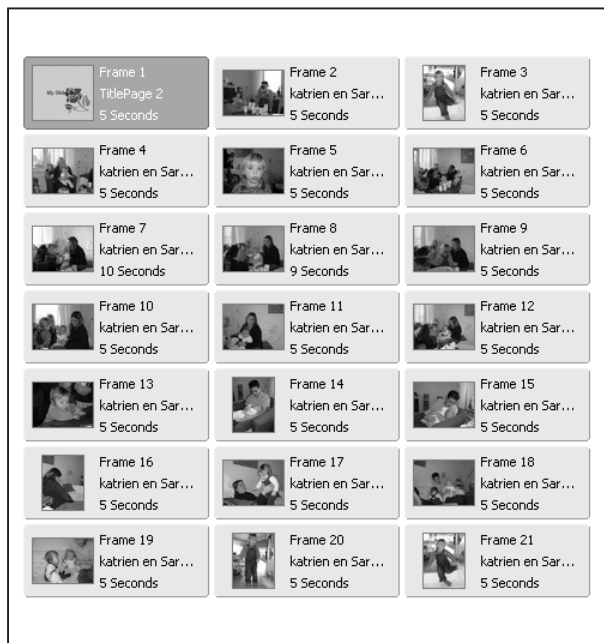 My Slide
Frame 1
TitlePage 2
5 Seconds
Frame 2
katrien en Sar...
5 Seconds
Frame 3
katrien en Sar...
5 Seconds
Frame 4
katrien en Sar...
5 Seconds
Frame 5
katrien en Sar...
5 Seconds
Frame 6
katrien en Sar...
5 Seconds
Frame 7
katrien en Sar...
10 Seconds
Frame 8
katrien en Sar...
9 Seconds
Frame 9
katrien en Sar...
5 Seconds
Frame 10
katrien en Sar...
5 Seconds
Frame 11
katrien en Sar...
5 Seconds
Frame 12
katrien en Sar...
5 Seconds
Frame 13
katrien en Sar...
5 Seconds
Frame 14
katrien en Sar...
5 Seconds
Frame 15
katrien en Sar...
5 Seconds
Frame 16
katrien en Sar...
5 Seconds
Frame 17
katrien en Sar...
5 Seconds
Frame 18
katrien en Sar...
5 Seconds
Frame 19
katrien en Sar...
5 Seconds
Frame 20
katrien en Sar...
5 Seconds
Frame 21
katrien en Sar...
5 Seconds